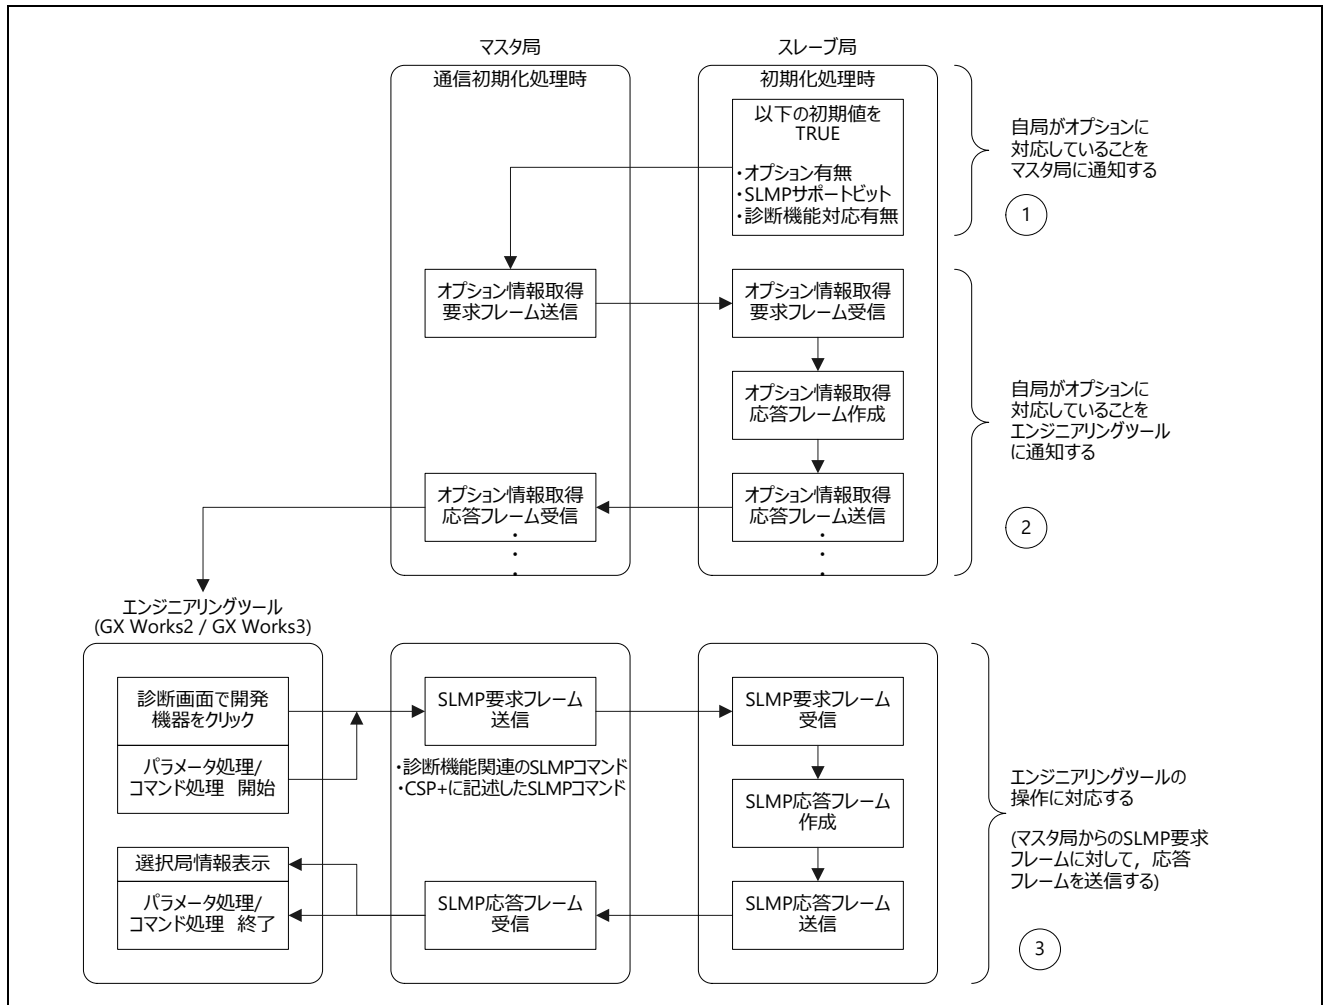 マスタ局
スレーブ局
通信初期化処理時
初期化処理時
以下の初期値を
TRUE
・オプション有無
・SLMPサポートビット
・診断機能対応有無
自局がオプションに
対応していることを
マスタ局に通知する
1
オプション情報取得
要求フレーム送信
オプション情報取得
要求フレーム受信
オプション情報取得
応答フレーム作成
自局がオプションに
対応していることを
エンジニアリングツール
に通知する
オプション情報取得
応答フレーム受信
オプション情報取得
応答フレーム送信
2
エンジニアリングツール
(GX Works2 / GX Works3)
診断画面で開発
機器をクリック
SLMP要求フレーム
送信
SLMP要求フレーム
受信
パラメータ処理/
コマンド処理 開始
・診断機能関連のSLMPコマンド
・CSP+に記述したSLMPコマンド
SLMP応答フレーム
作成
エンジニアリングツールの
操作に対応する
(マスタ局からのSLMP要求
フレームに対して，応答
フレームを送信する)
選択局情報表示
パラメータ処理/
コマンド処理 終了
SLMP応答フレーム
受信
SLMP応答フレーム
送信
3